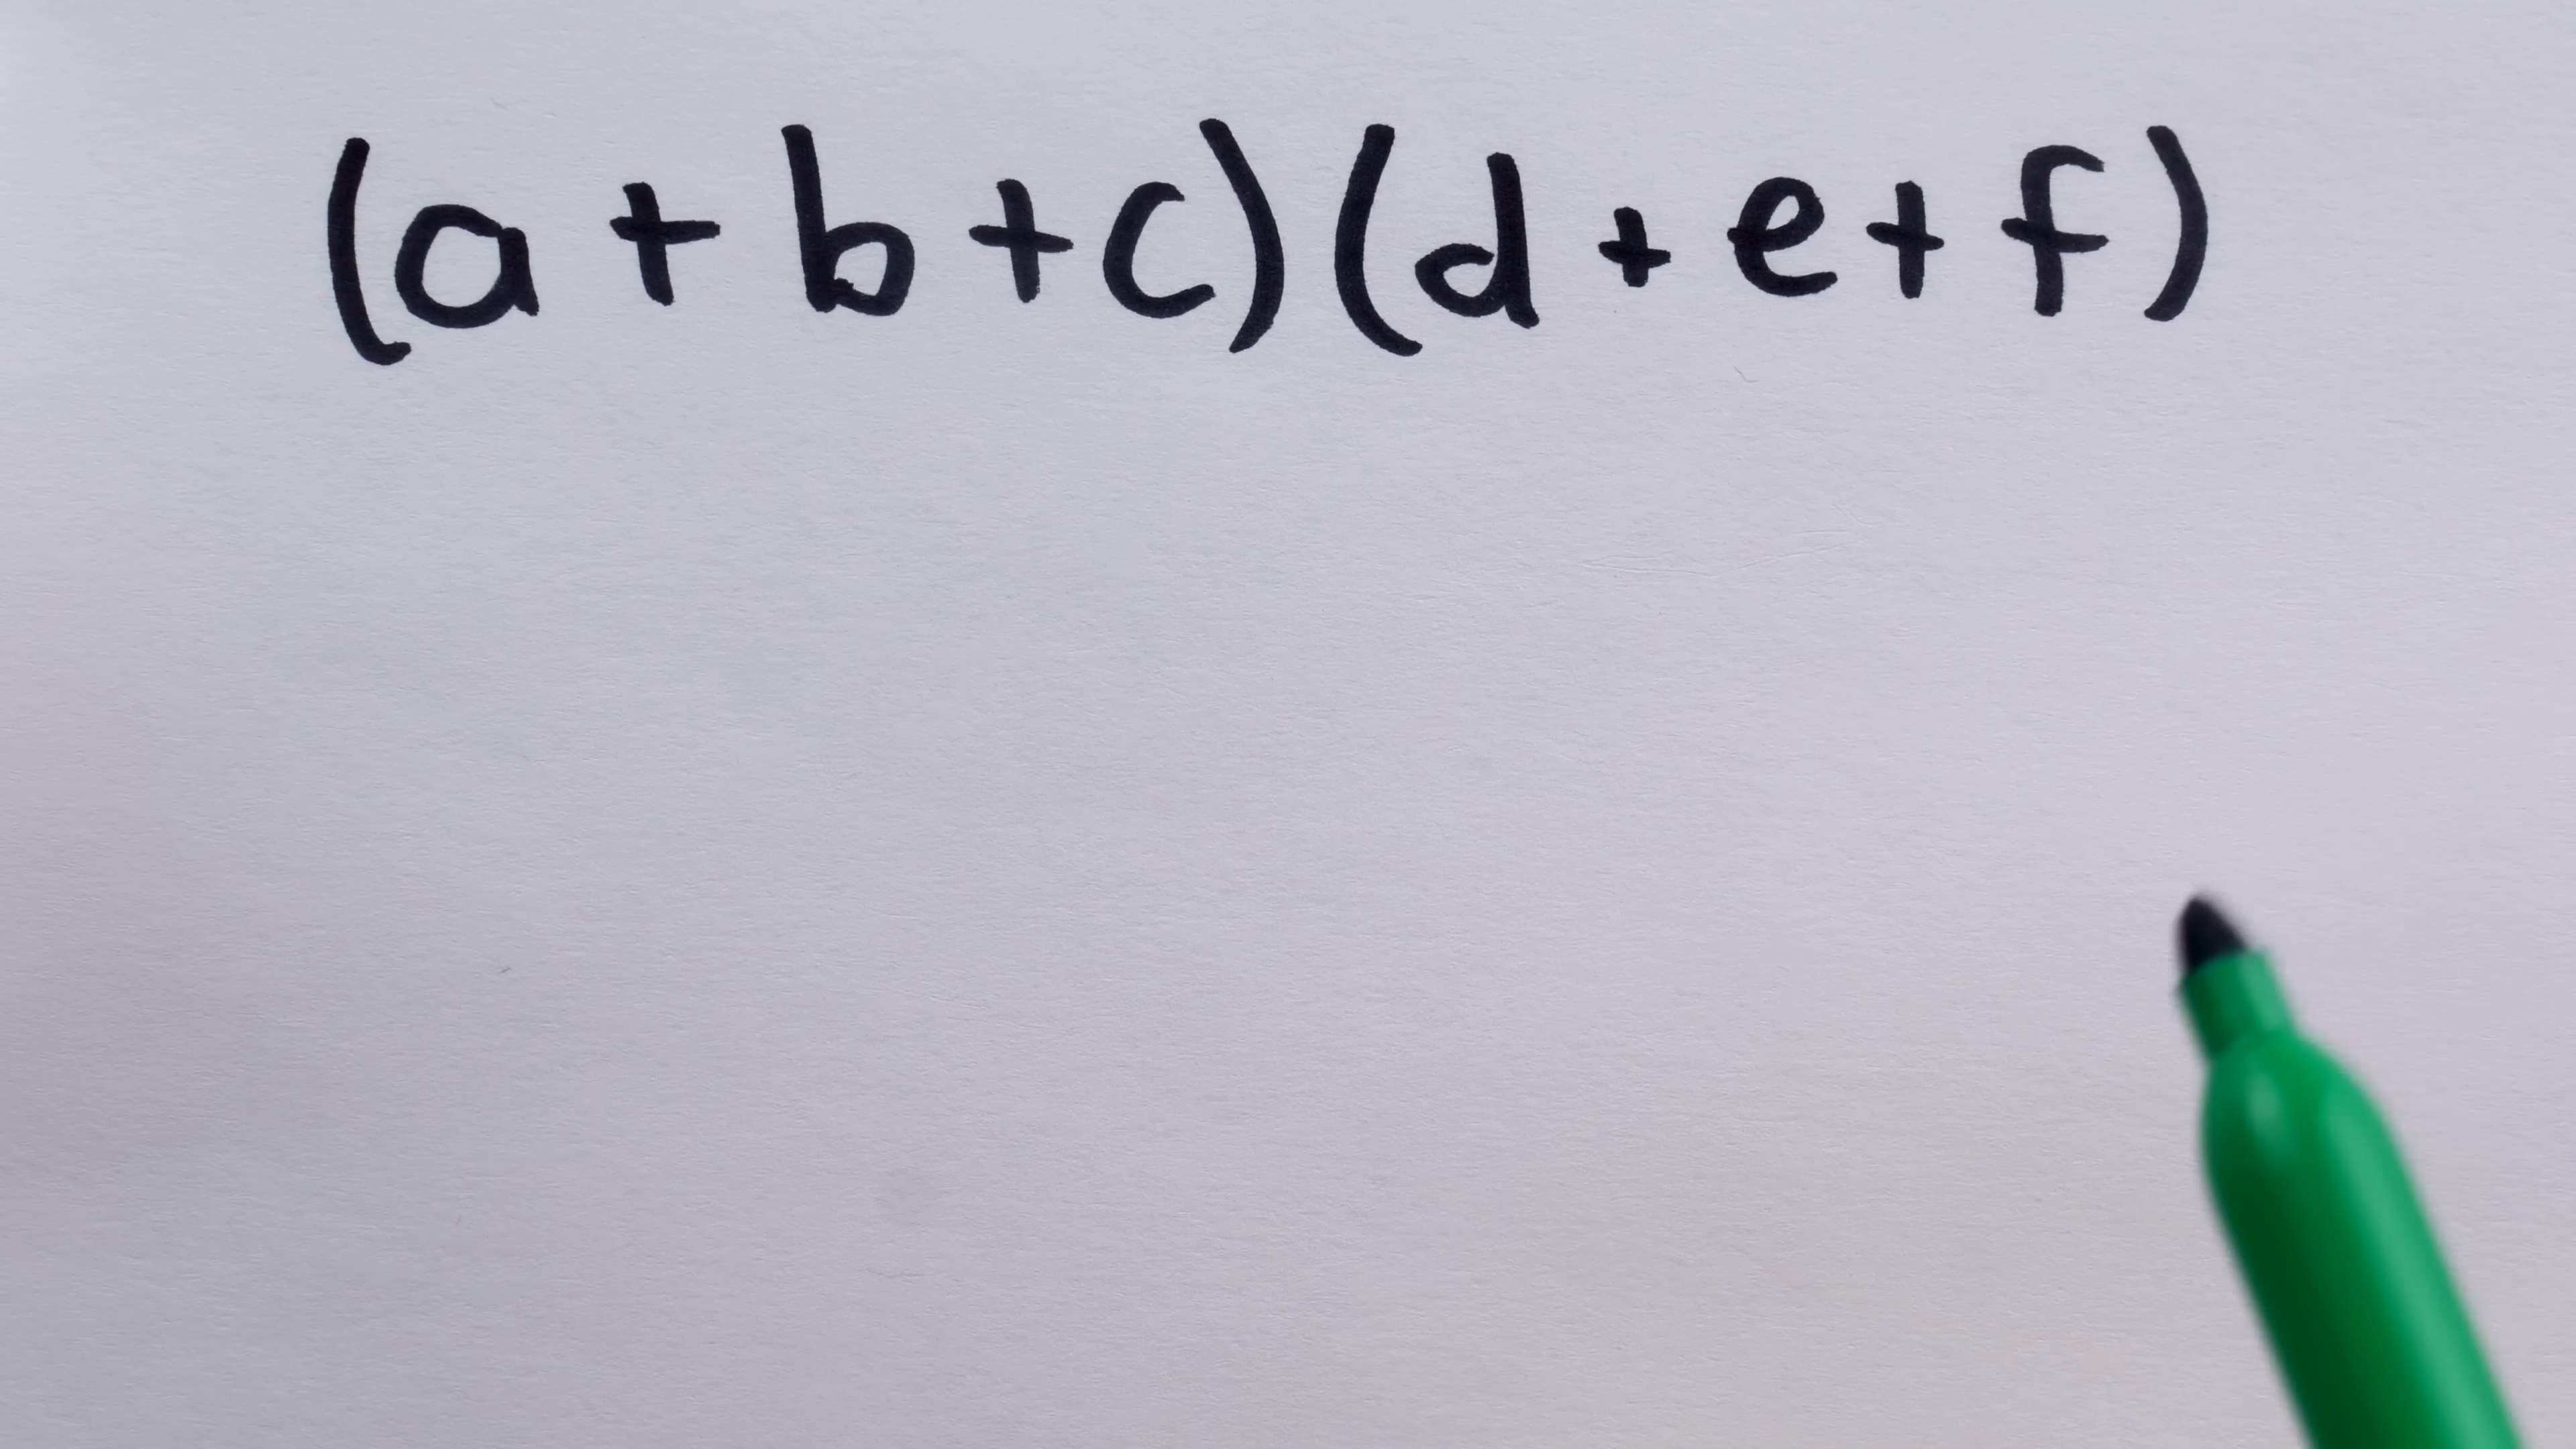 (a + b + c)(d + e + f)